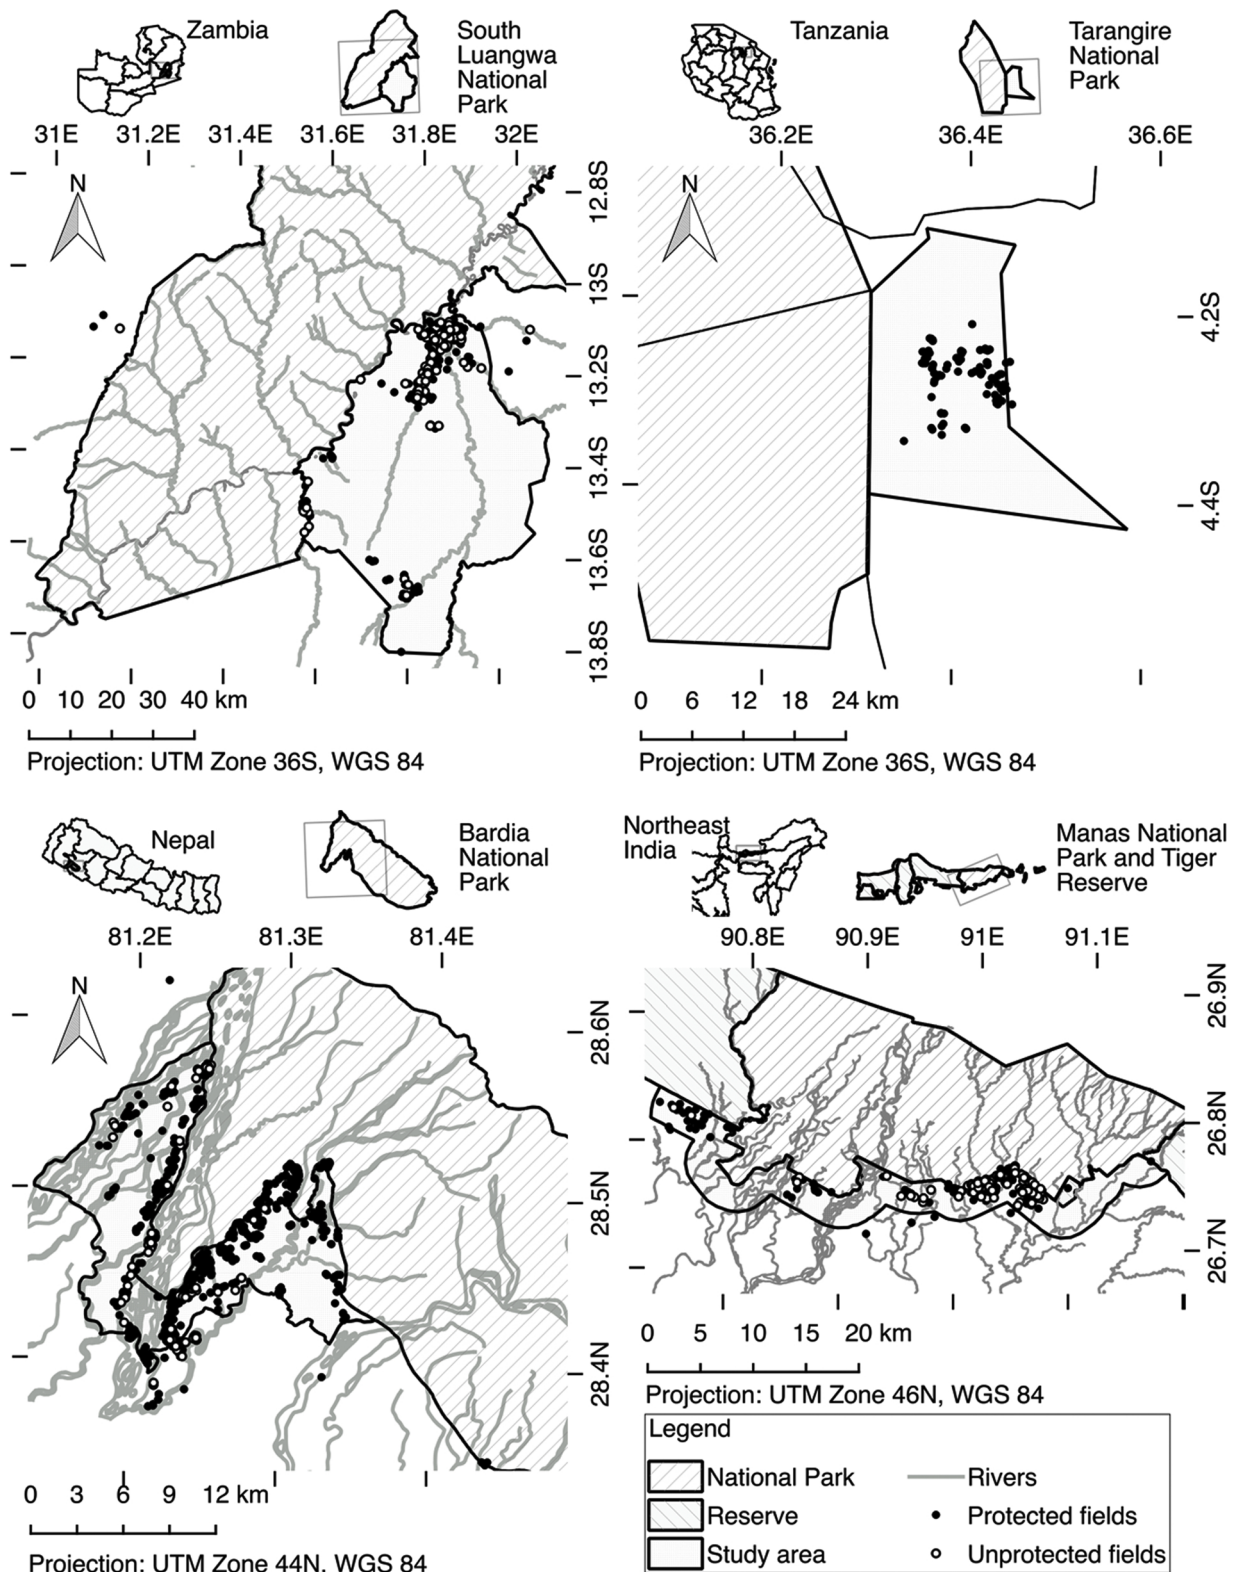 Zambia
South
Luangwa
National
Park
31E 31.2E 31.4E 31.6E 31.8E 32E
N
12.8S
13S
13.2S
13.4S
13.6S
13.8S
0 10 20 30 40 km
Projection: UTM Zone 36S, WGS 84
Tanzania
Tarangire
National
Park
36.2E 36.4E 36.6E
N
4.2S
4.4S
0 6 12 18 24 km
Projection: UTM Zone 36S, WGS 84
Nepal
Bardia
National
Park
81.2E 81.3E 81.4E
N
28.6N
28.5N
28.4N
0 3 6 9 12 km
Projection: UTM Zone 44N, WGS 84
Northeast
India
Manas National
Park and Tiger
Reserve
90.8E 90.9E 91E 91.1E
26.9N
26.8N
26.7N
0 5 10 15 20 km
Projection: UTM Zone 46N, WGS 84
Legend
National Park
Rivers
Reserve
Protected fields
Study area
Unprotected fields